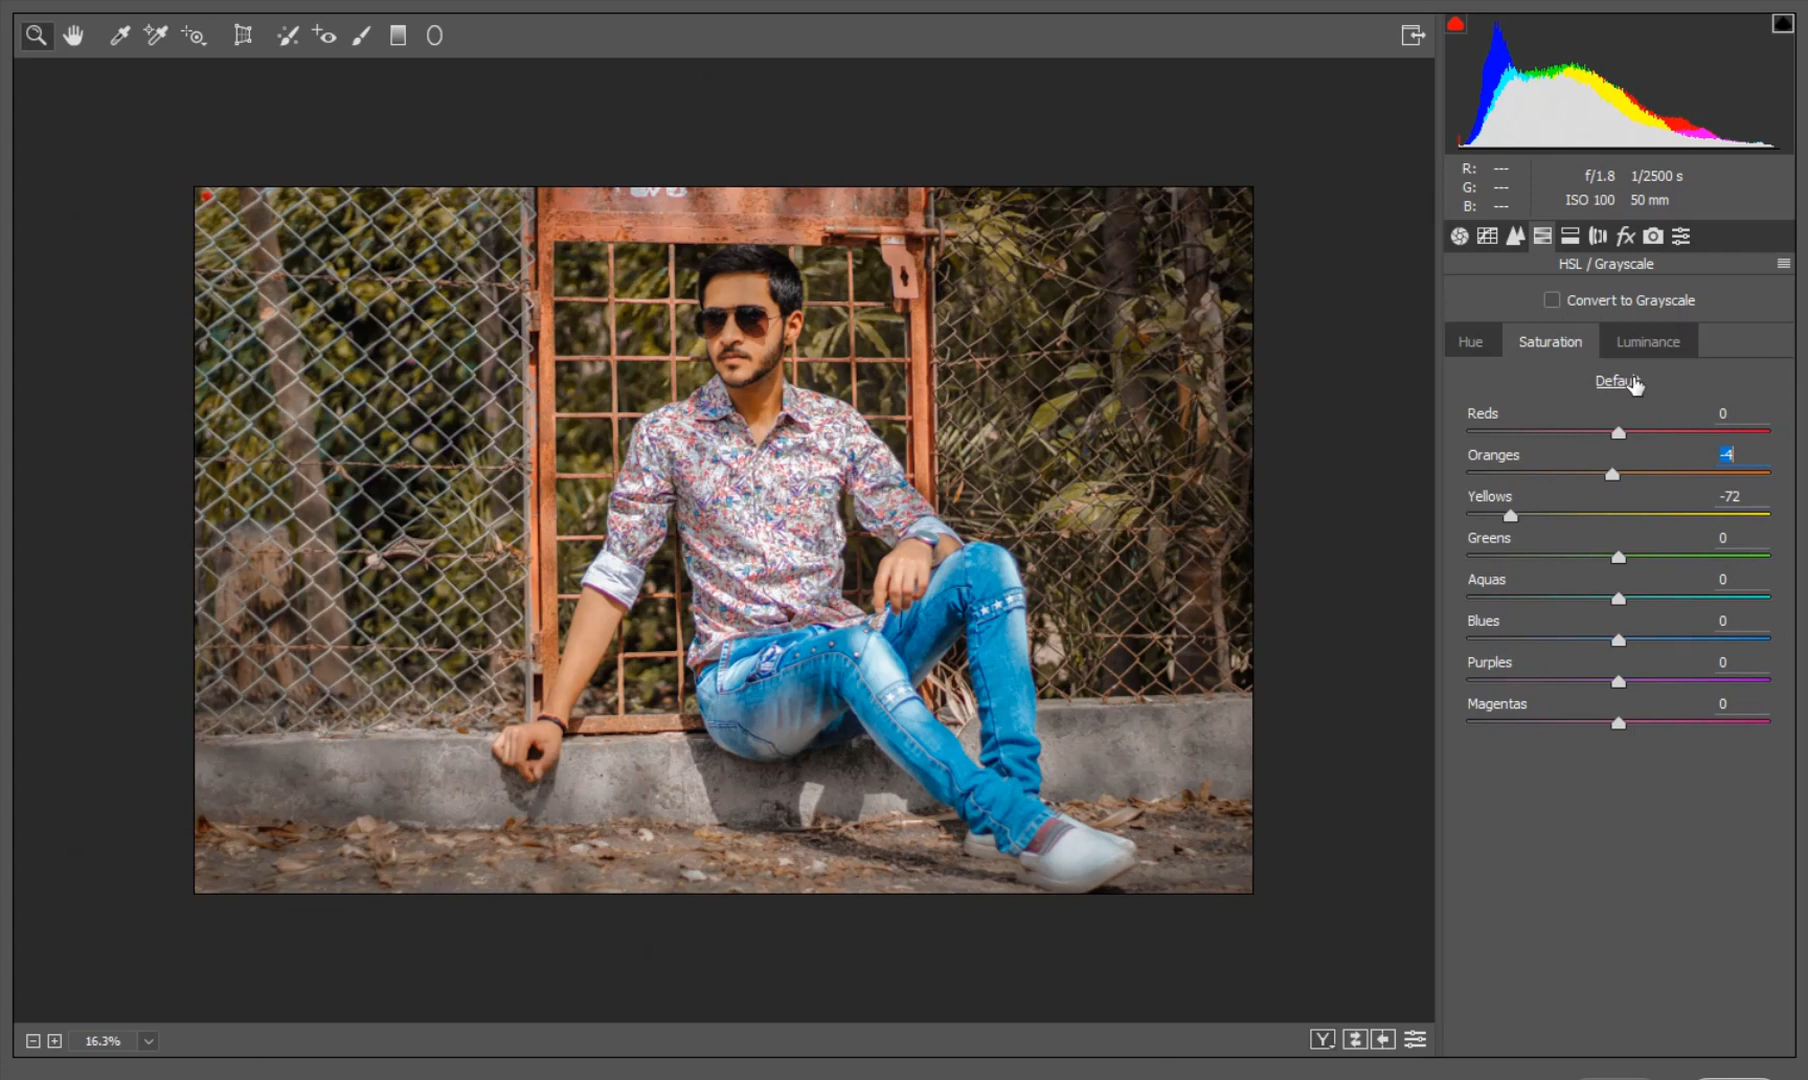 R: ---
G: ---
B: ---
f/1.8 1/2500 s
ISO 100 50 mm
fx
HSL / Grayscale
Convert to Grayscale
Hue Saturation Luminance
Default
Reds 0
Oranges -4
Yellows -72
Greens 0
Aquas 0
Blues 0
Purples 0
Magentas 0
16.3%
Y